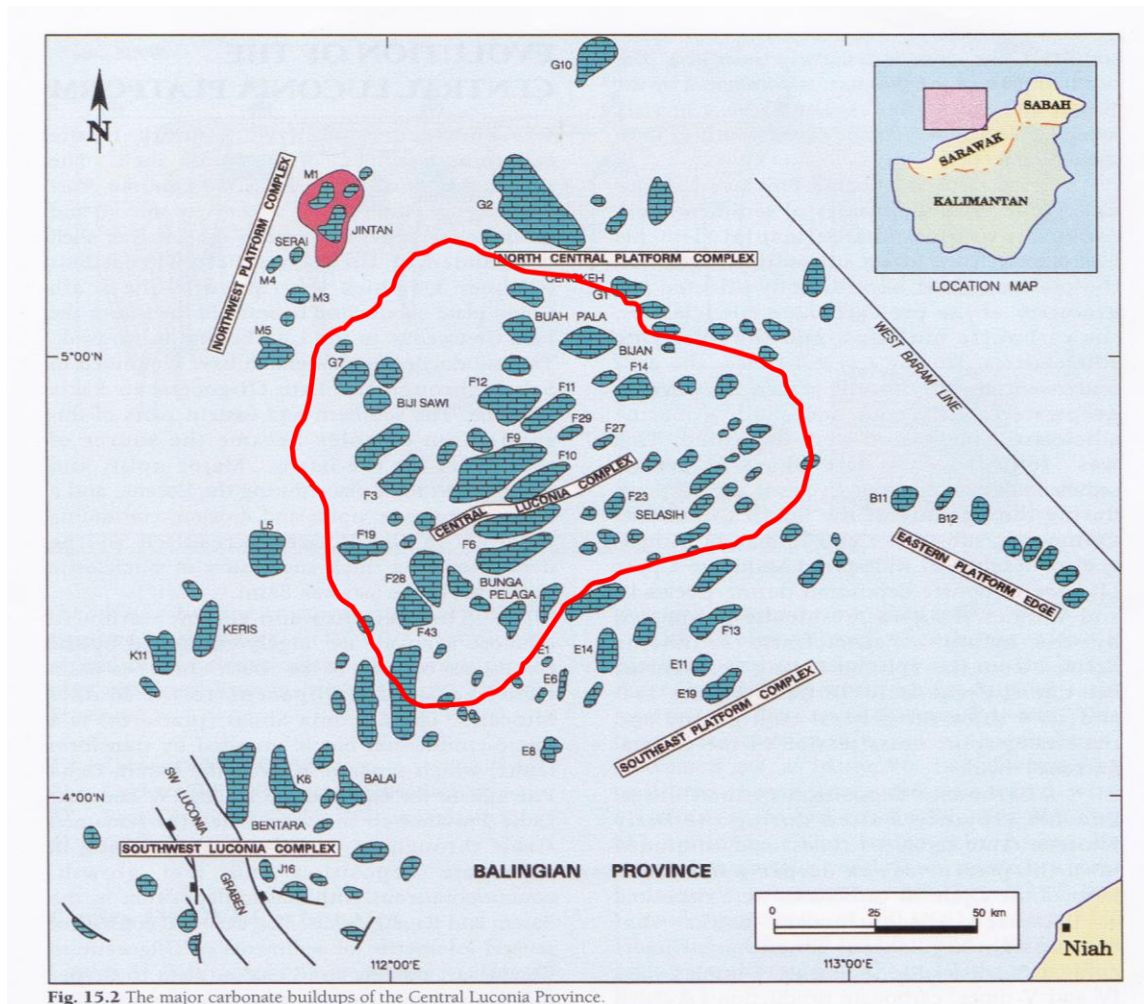 G10
N
SABAH
SARAWAK
KALIMANTAN
LOCATION MAP
NORTHWEST PLATFORM COMPLEX
M1
JINTAN
SERAI
M4
M3
M5
G2
NORTH CENTRAL PLATFORM COMPLEX
CENGKEH
G1
BUAH PALA
WEST BARAM LINE
5°00'N
G7
BIJI SAWI
F12
F11
BIJAN
F14
F29
F9
F27
F10
F3
CENTRAL LUCONIA COMPLEX
F23
SELASIH
B11
B12
EASTERN PLATFORM EDGE
L5
F19
F6
F28
BUNGA
PELAGA
F43
KERIS
K11
E1
E14
F13
E11
E6
E19
E8
SOUTHEAST PLATFORM COMPLEX
4°00'N
SW LUCONIA GRABEN
K6
BALAI
BENTARA
SOUTHWEST LUCONIA COMPLEX
J16
BALINGIAN PROVINCE
0 25 50 km
Niah
112°00'E
113°00'E
Fig. 15.2 The major carbonate buildups of the Central Luconia Province.